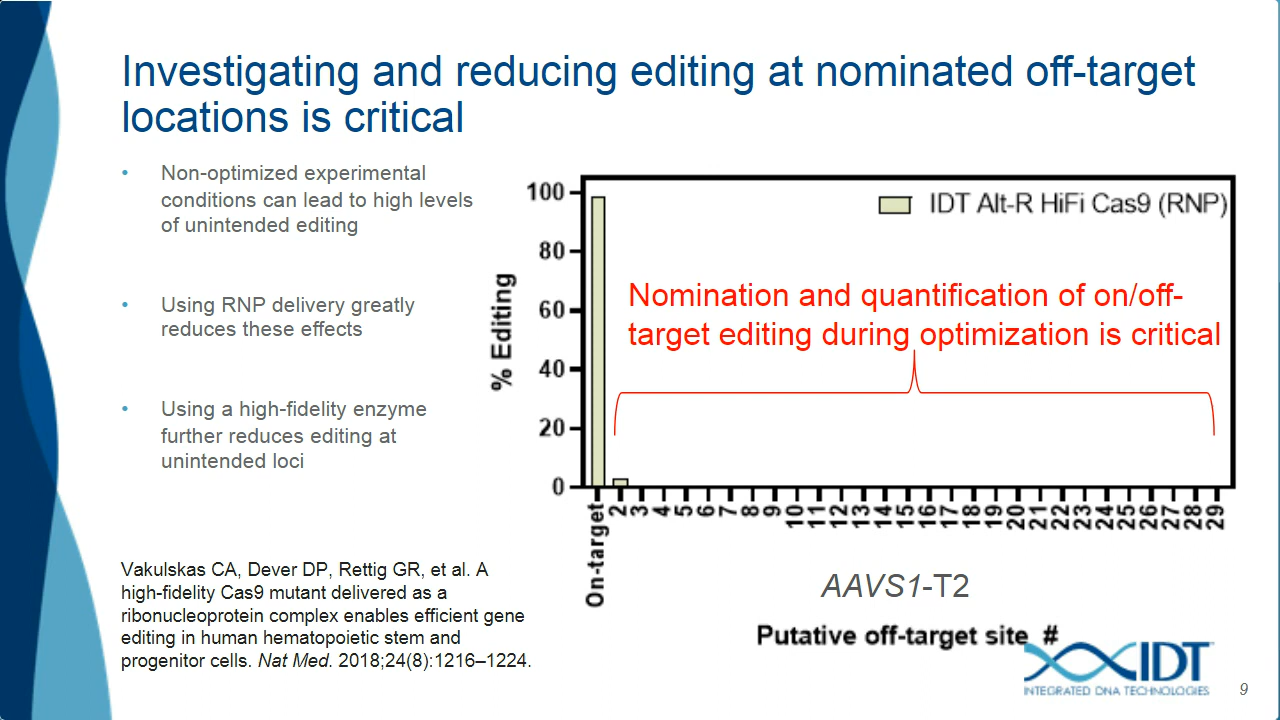 Investigating and reducing editing at nominated off-target
locations is critical
• Non-optimized experimental
conditions can lead to high levels
of unintended editing
• Using RNP delivery greatly
reduces these effects
• Using a high-fidelity enzyme
further reduces editing at
unintended loci
Vakulskas CA, Dever DP, Rettig GR, et al. A
high-fidelity Cas9 mutant delivered as a
ribonucleoprotein complex enables efficient gene
editing in human hematopoietic stem and
progenitor cells. Nat Med. 2018;24(8):1216–1224.
% Editing
100
80
60
40
20
0
IDT Alt-R HiFi Cas9 (RNP)
Nomination and quantification of on/off-
target editing during optimization is critical
On-target 2 3 4 5 6 7 8 9 10 11 12 13 14 15 16 17 18 19 20 21 22 23 24 25 26 27 28 29
AAVS1-T2
Putative off-target site #
IDT
INTEGRATED DNA TECHNOLOGIES
9